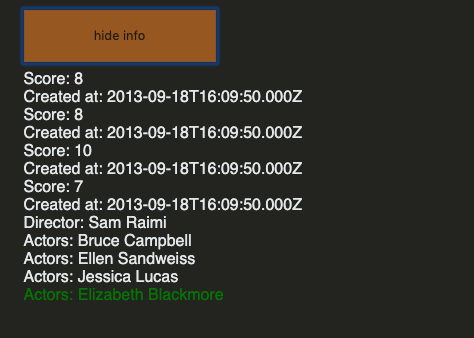 hide info
Score: 8
Created at: 2013-09-18T16:09:50.000Z
Score: 8
Created at: 2013-09-18T16:09:50.000Z
Score: 10
Created at: 2013-09-18T16:09:50.000Z
Score: 7
Created at: 2013-09-18T16:09:50.000Z
Director: Sam Raimi
Actors: Bruce Campbell
Actors: Ellen Sandweiss
Actors: Jessica Lucas
Actors: Elizabeth Blackmore